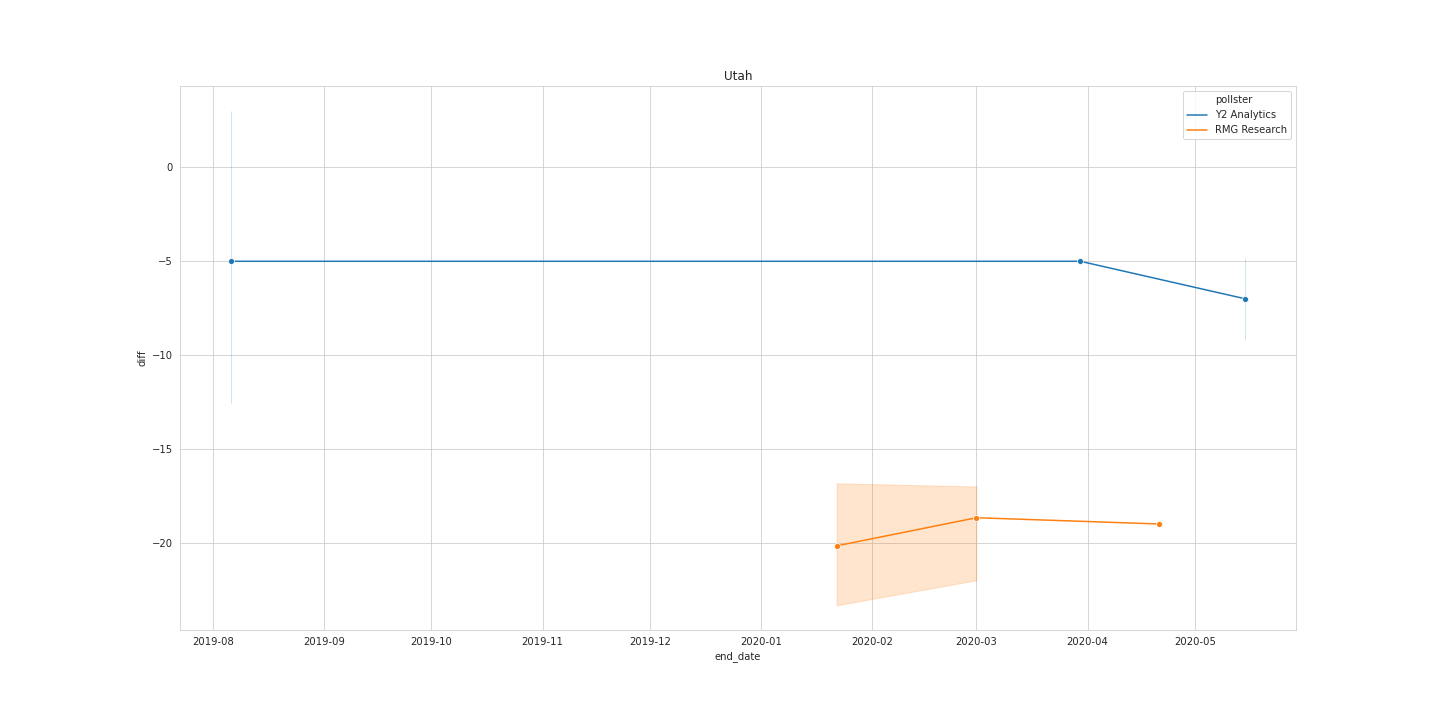 Utah
pollster
Y2 Analytics
RMG Research
diff
0
−5
−10
−15
−20
2019-08 2019-09 2019-10 2019-11 2019-12 2020-01 2020-02 2020-03 2020-04 2020-05
end_date